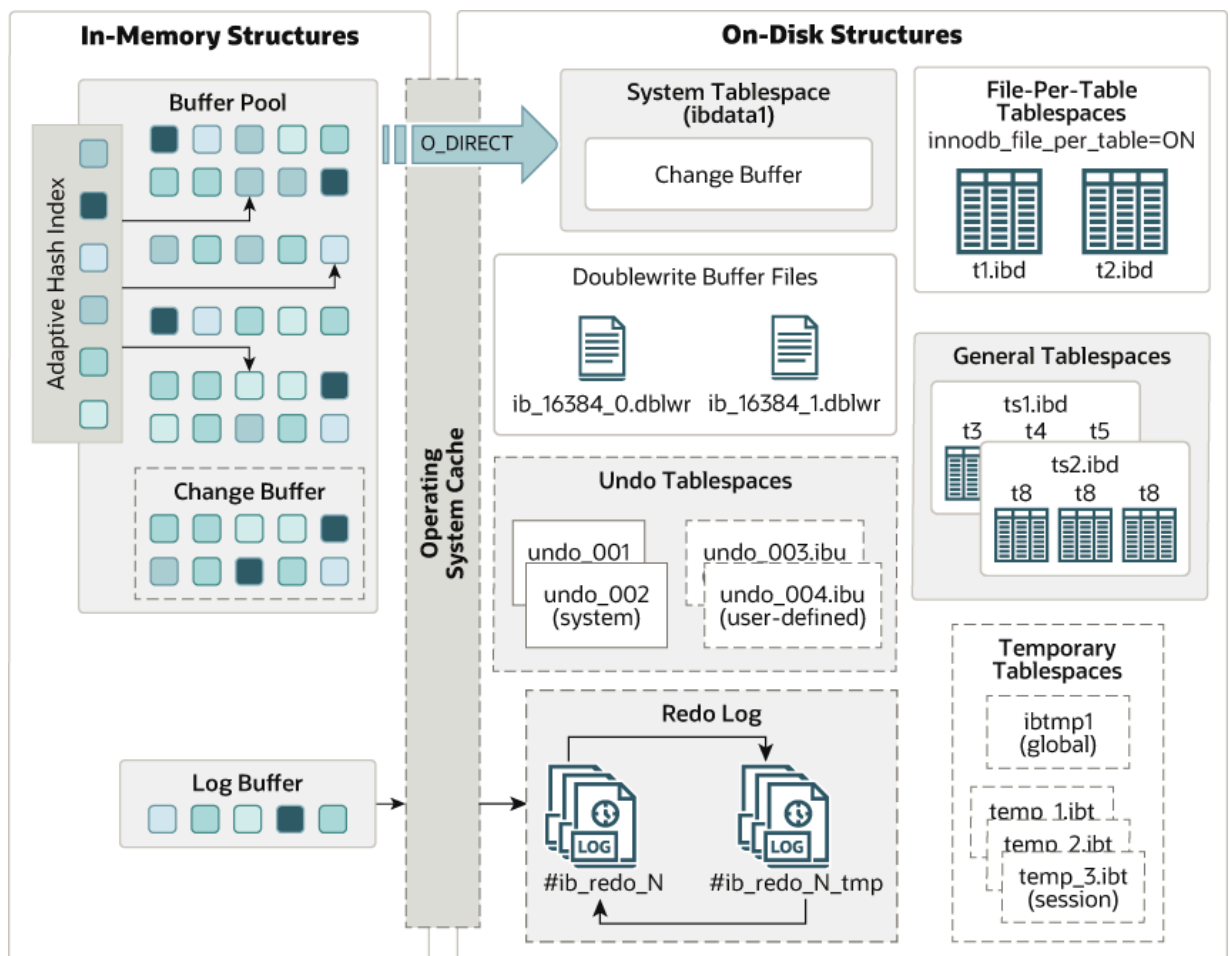 In-Memory Structures
Buffer Pool
Adaptive Hash Index
Change Buffer
Log Buffer
Operating
System Cache
On-Disk Structures
O_DIRECT
System Tablespace
(ibdata1)
Change Buffer
Doublewrite Buffer Files
ib_16384_0.dblwr
ib_16384_1.dblwr
Undo Tablespaces
undo_001
undo_002
(system)
undo_003.ibu
undo_004.ibu
(user-defined)
Redo Log
LOG
LOG
#ib_redo_N
#ib_redo_N_tmp
File-Per-Table
Tablespaces
innodb_file_per_table=ON
t1.ibd
t2.ibd
General Tablespaces
ts1.ibd
t3 t4 t5
ts2.ibd
t8 t8 t8
Temporary
Tablespaces
ibtmp1
(global)
temp_1.ibt
temp_2.ibt
temp_3.ibt
(session)